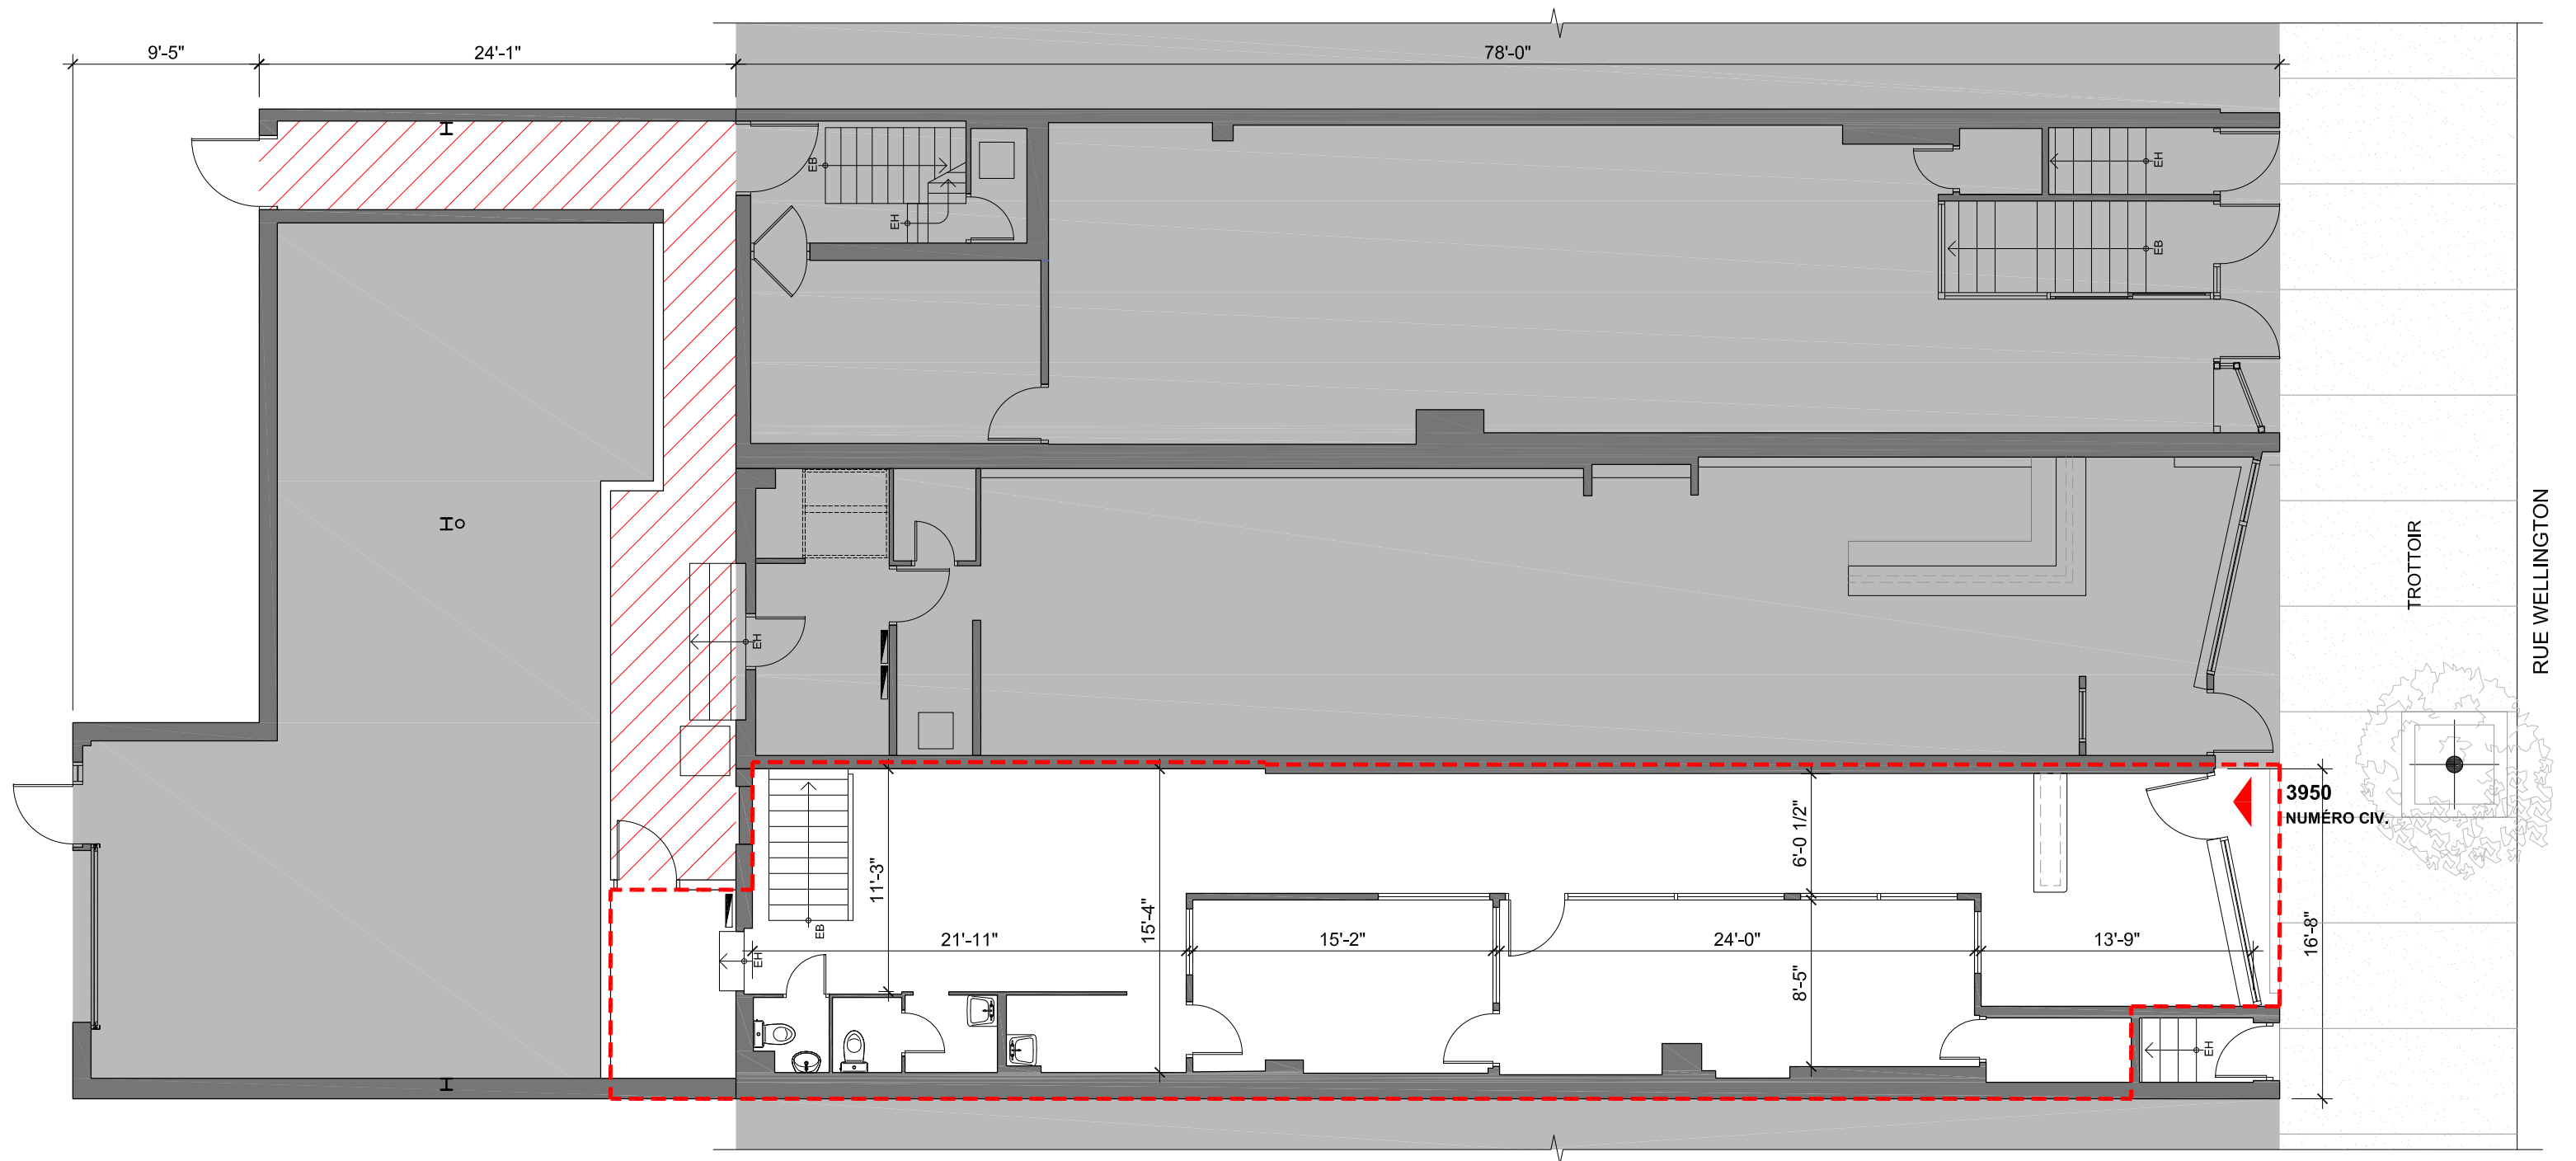 9'-5"
24'-1"
78'-0"
EB
EH
EH
EB
EH
TROTTOIR
RUE WELLINGTON
3950
NUMÉRO CIV.
6'-0 1/2"
11'-3"
15'-4"
EB
21'-11"
15'-2"
24'-0"
13'-9"
16'-8"
EH
8'-5"
EH